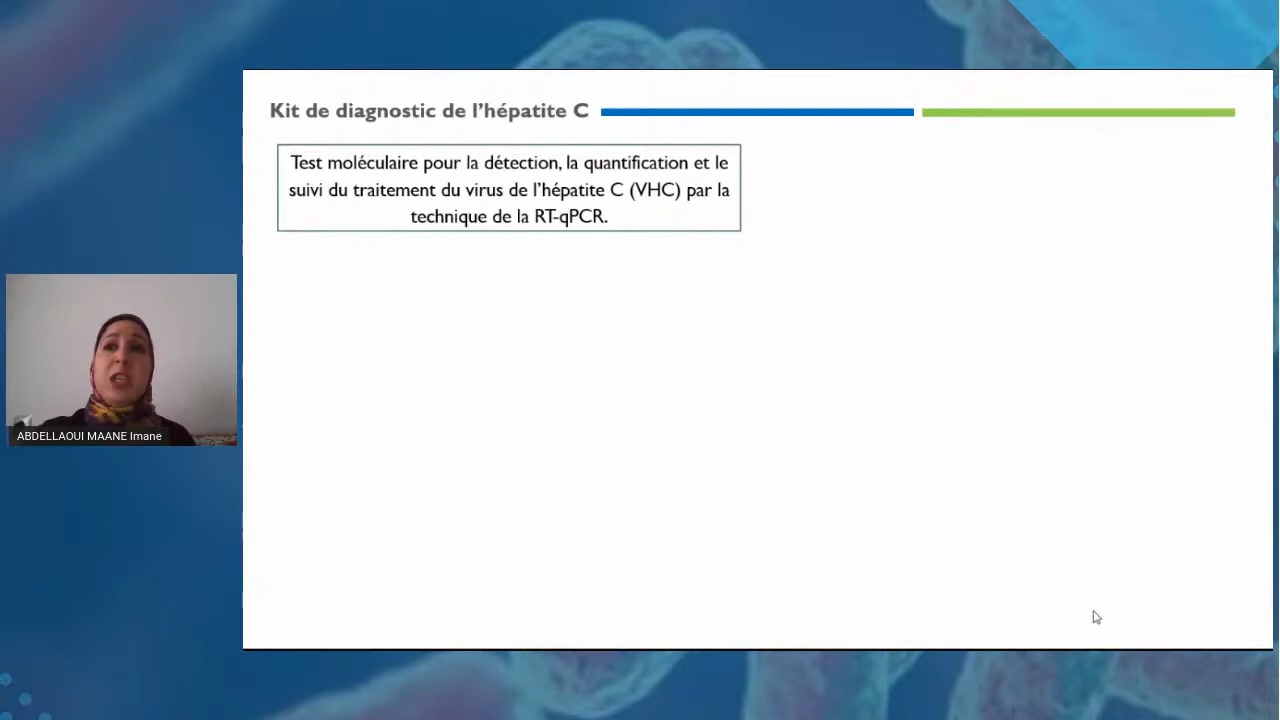 Kit de diagnostic de l’hépatite C
Test moléculaire pour la détection, la quantification et le
suivi du traitement du virus de l’hépatite C (VHC) par la
technique de la RT-qPCR.
ABDELLAOUI MAANE Imane